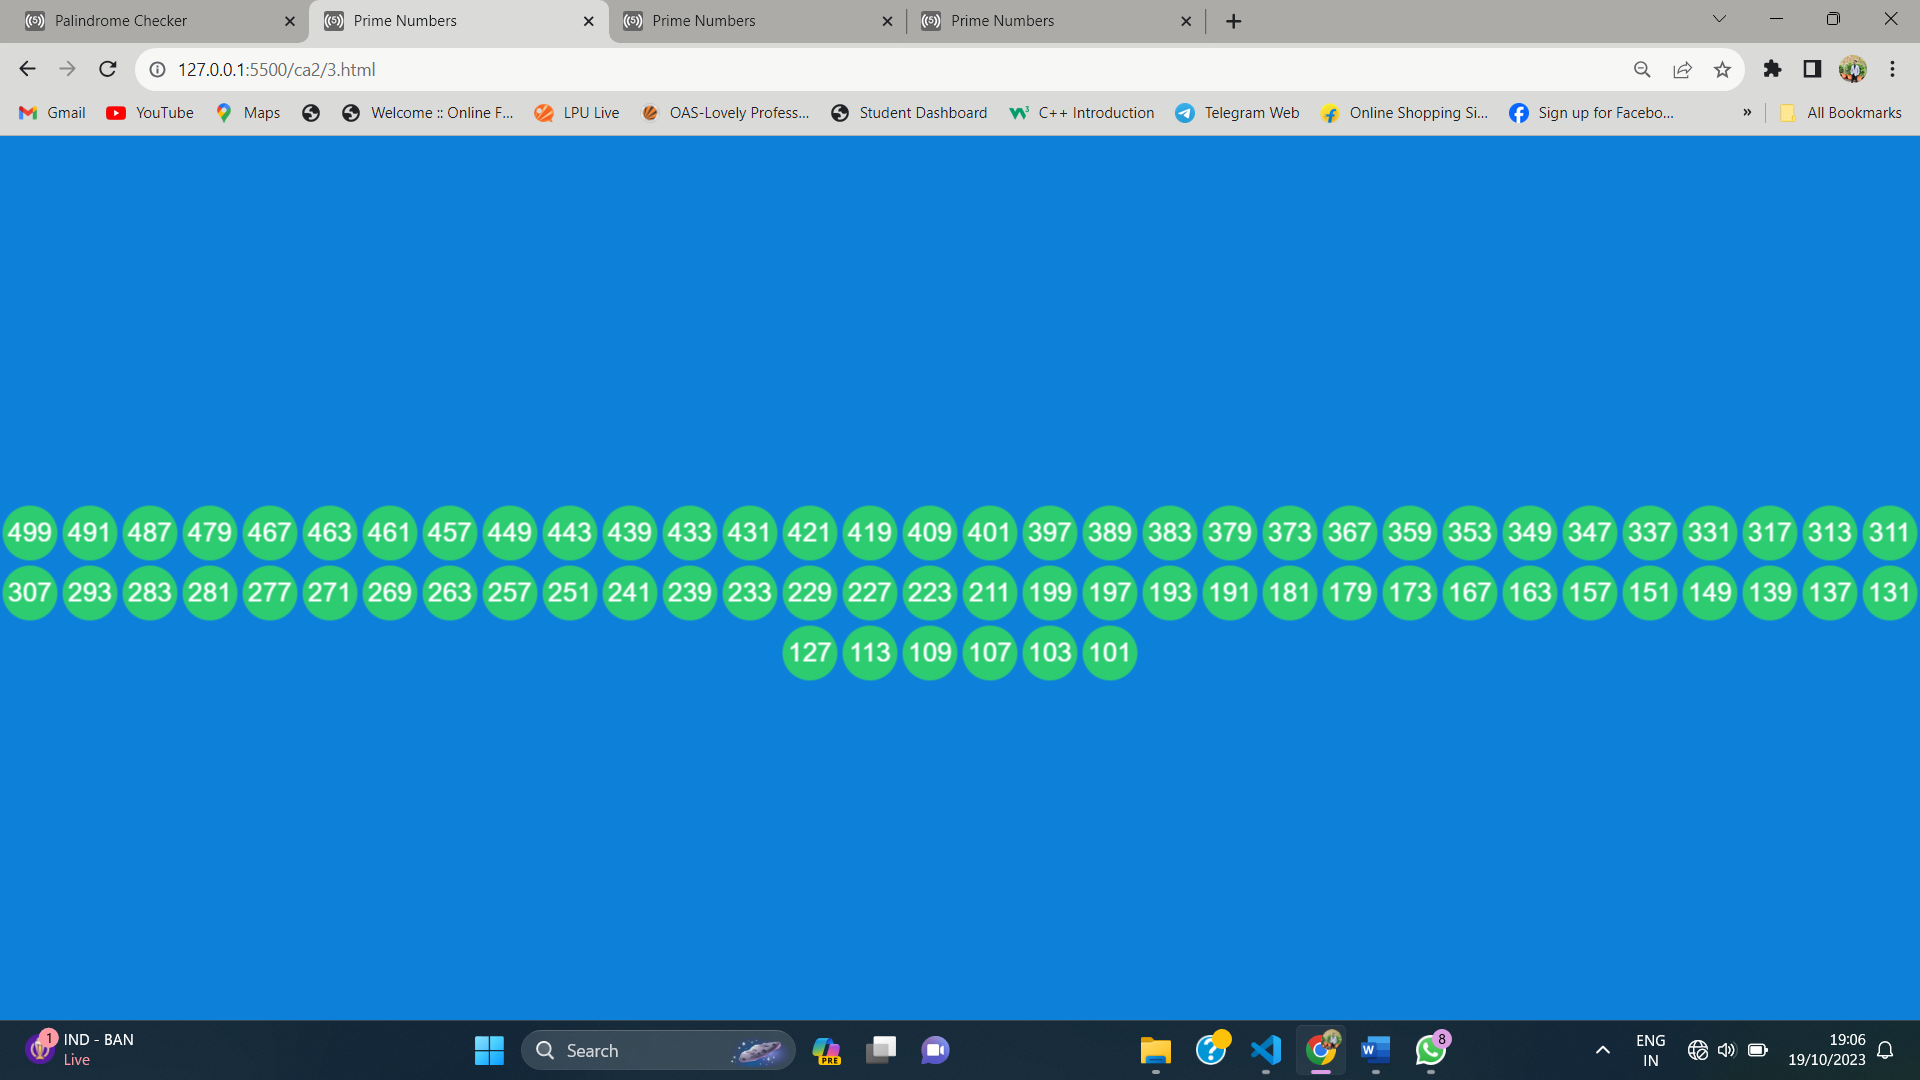 Palindrome Checker
Prime Numbers
Prime Numbers
Prime Numbers
127.0.0.1:5500/ca2/3.html
Gmail YouTube Maps Welcome :: Online F... LPU Live OAS-Lovely Profess... Student Dashboard C++ Introduction Telegram Web Online Shopping Si... Sign up for Facebo... » All Bookmarks
499 491 487 479 467 463 461 457 449 443 439 433 431 421 419 409 401 397 389 383 379 373 367 359 353 349 347 337 331 317 313 311
307 293 283 281 277 271 269 263 257 251 241 239 233 229 227 223 211 199 197 193 191 181 179 173 167 163 157 151 149 139 137 131
127 113 109 107 103 101
1
IND - BAN
Live
Search
PRE
8
ENG
IN
19:06
19/10/2023